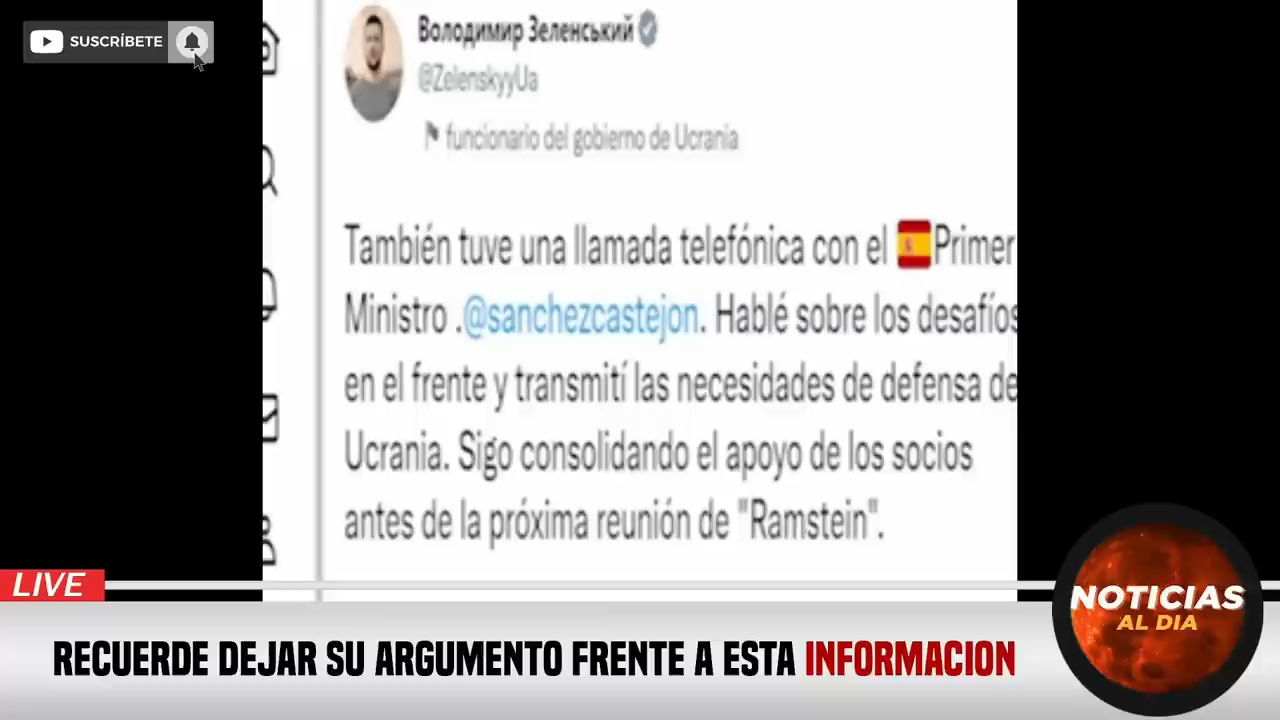 SUSCRÍBETE
Володимир Зеленський
@ZelenskyyUa
funcionario del gobierno de Ucrania
También tuve una llamada telefónica con el 🇪🇸Primer
Ministro .@sanchezcastejon. Hablé sobre los desafíos
en el frente y transmití las necesidades de defensa de
Ucrania. Sigo consolidando el apoyo de los socios
antes de la próxima reunión de "Ramstein".
LIVE
NOTICIAS
AL DIA
RECUERDE DEJAR SU ARGUMENTO FRENTE A ESTA INFORMACION